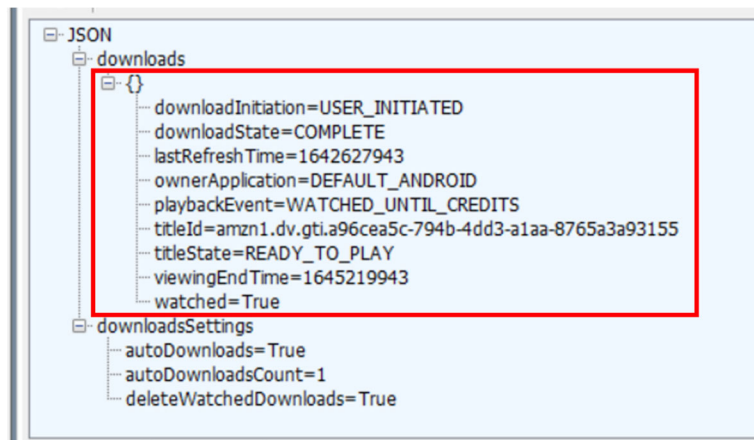 JSON
downloads
{}
downloadInitiation=USER_INITIATED
downloadState=COMPLETE
lastRefreshTime=1642627943
ownerApplication=DEFAULT_ANDROID
playbackEvent=WATCHED_UNTIL_CREDITS
titleId=amzn1.dv.gti.a96cea5c-794b-4dd3-a1aa-8765a3a93155
titleState=READY_TO_PLAY
viewingEndTime=1645219943
watched=True
downloadsSettings
autoDownloads=True
autoDownloadsCount=1
deleteWatchedDownloads=True